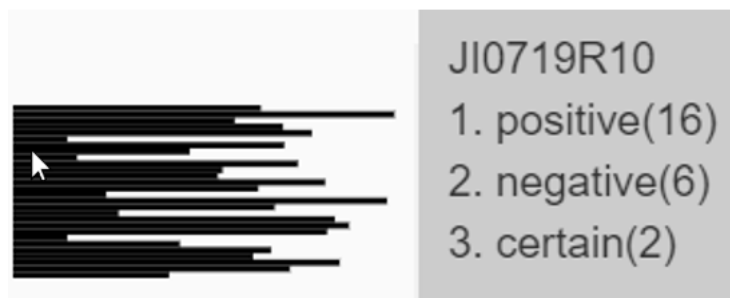 JI0719R10
1. positive(16)
2. negative(6)
3. certain(2)